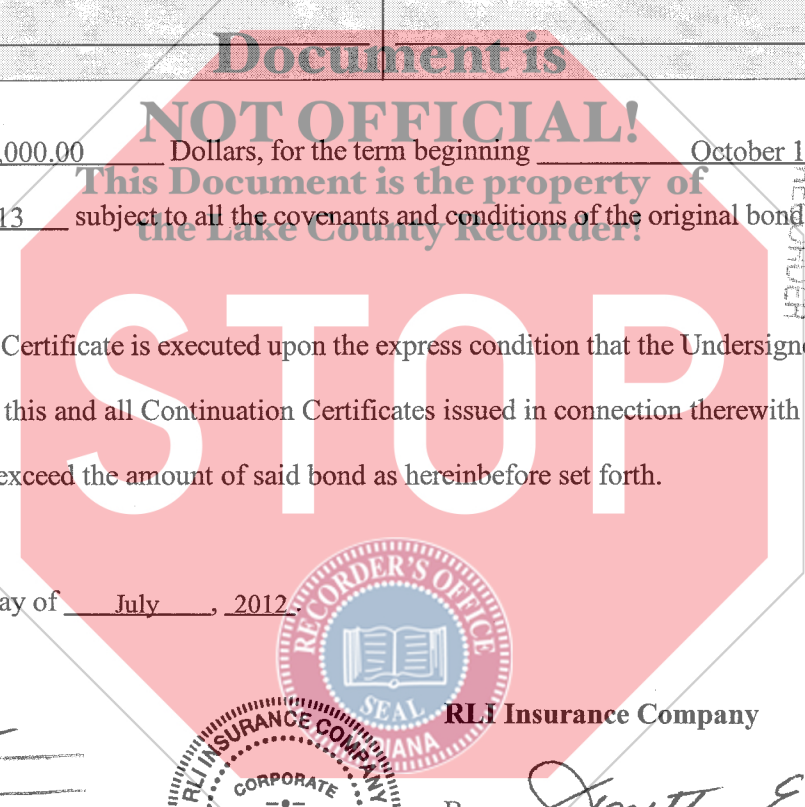 Document is
NOT OFFICIAL!
,000.00 Dollars, for the term beginning October 1
This Document is the property of
13 subject to all the covenants and conditions of the original bond
the Lake County Recorder!
RECORDER
STOP
Certificate is executed upon the express condition that the Undersigne
this and all Continuation Certificates issued in connection therewith
exceed the amount of said bond as hereinbefore set forth.
ay of July, 2012.
RECORDER'S OFFICE
SEAL
INDIANA
RLI Insurance Company
RLI INSURANCE COMPANY
CORPORATE